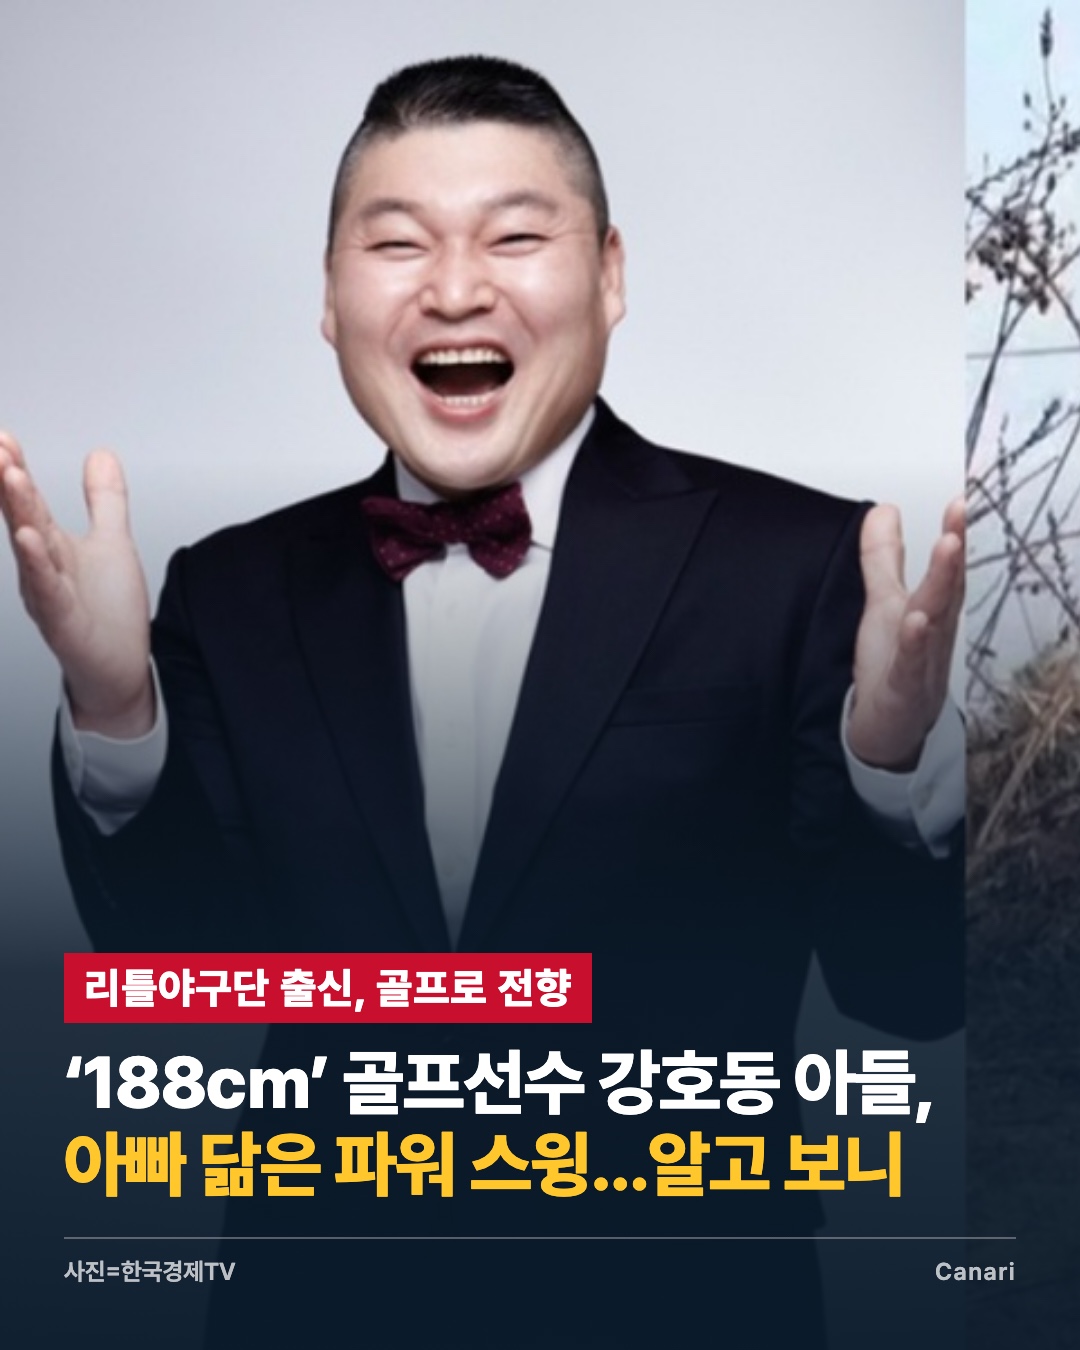 리틀야구단 출신, 골프로 전향
‘188cm’ 골프선수 강호동 아들,
아빠 닮은 파워 스윙...알고 보니
사진=한국경제TV
Canari